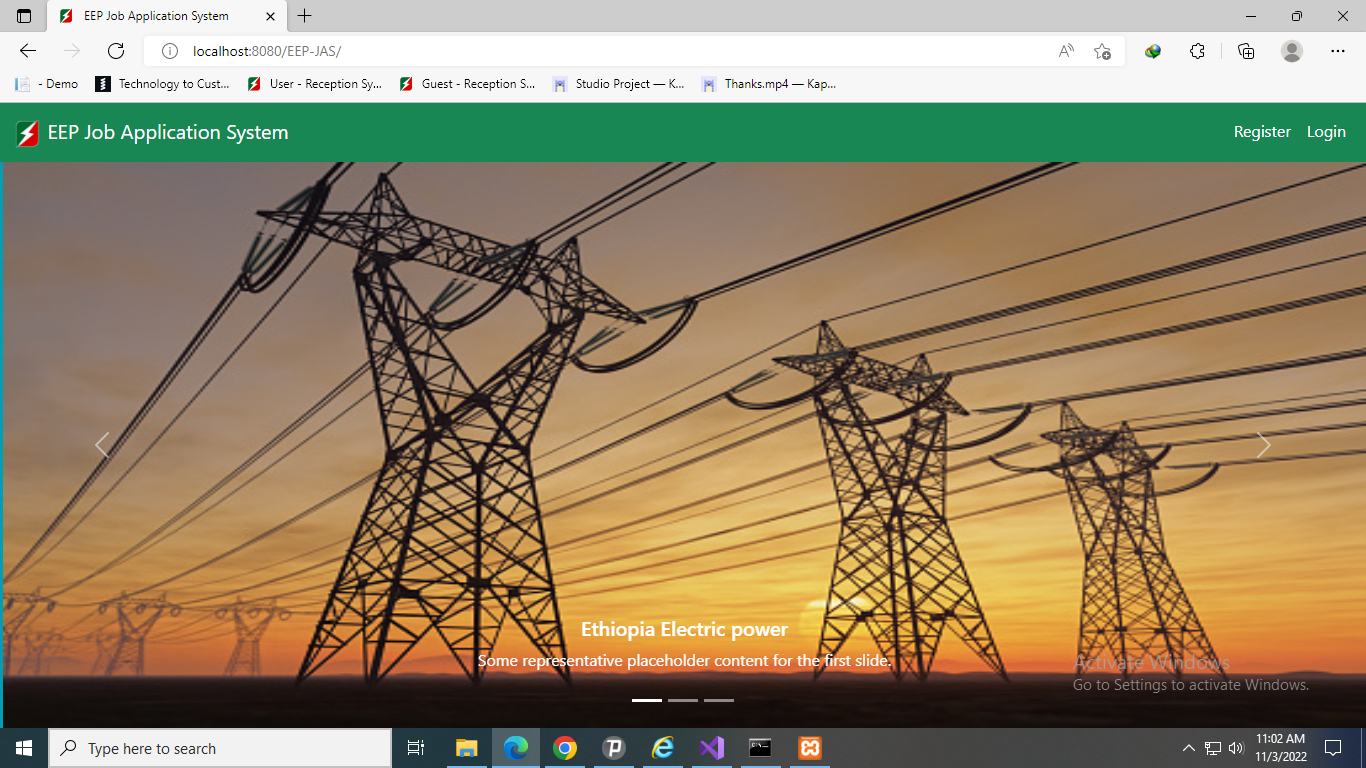 EEP Job Application System
localhost:8080/EEP-JAS/
- Demo
Technology to Cust...
User - Reception Sy...
Guest - Reception S...
Studio Project — K...
Thanks.mp4 — Kap...
EEP Job Application System
Register
Login
Ethiopia Electric power
Some representative placeholder content for the first slide.
Activate Windows
Go to Settings to activate Windows.
Type here to search
11:02 AM
11/3/2022